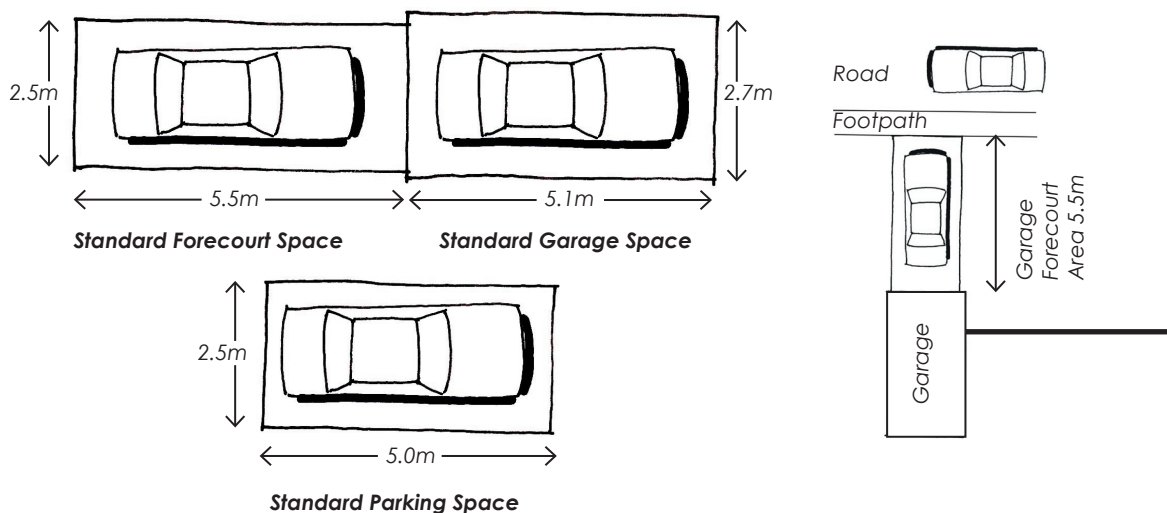 2.5m
2.7m
5.5m
5.1m
Standard Forecourt Space
Standard Garage Space
2.5m
5.0m
Standard Parking Space
Road
Footpath
Garage
Forecourt
Area 5.5m
Garage